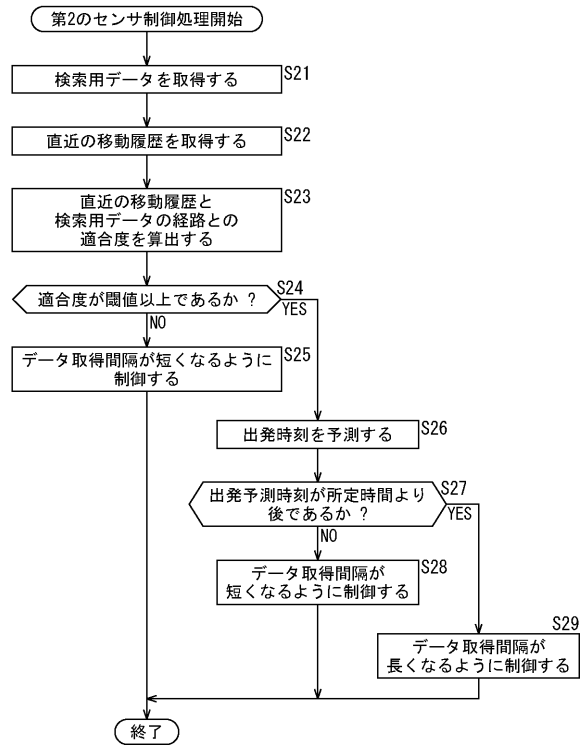 第2のセンサ制御処理開始
検索用データを取得する
S21
直近の移動履歴を取得する
S22
直近の移動履歴と
検索用データの経路との
適合度を算出する
S23
適合度が閾値以上であるか ?
S24
YES
NO
データ取得間隔が短くなるように
制御する
S25
出発時刻を予測する
S26
出発予測時刻が所定時間より
後であるか ?
S27
YES
NO
データ取得間隔が
短くなるように制御する
S28
データ取得間隔が
長くなるように制御する
S29
終了